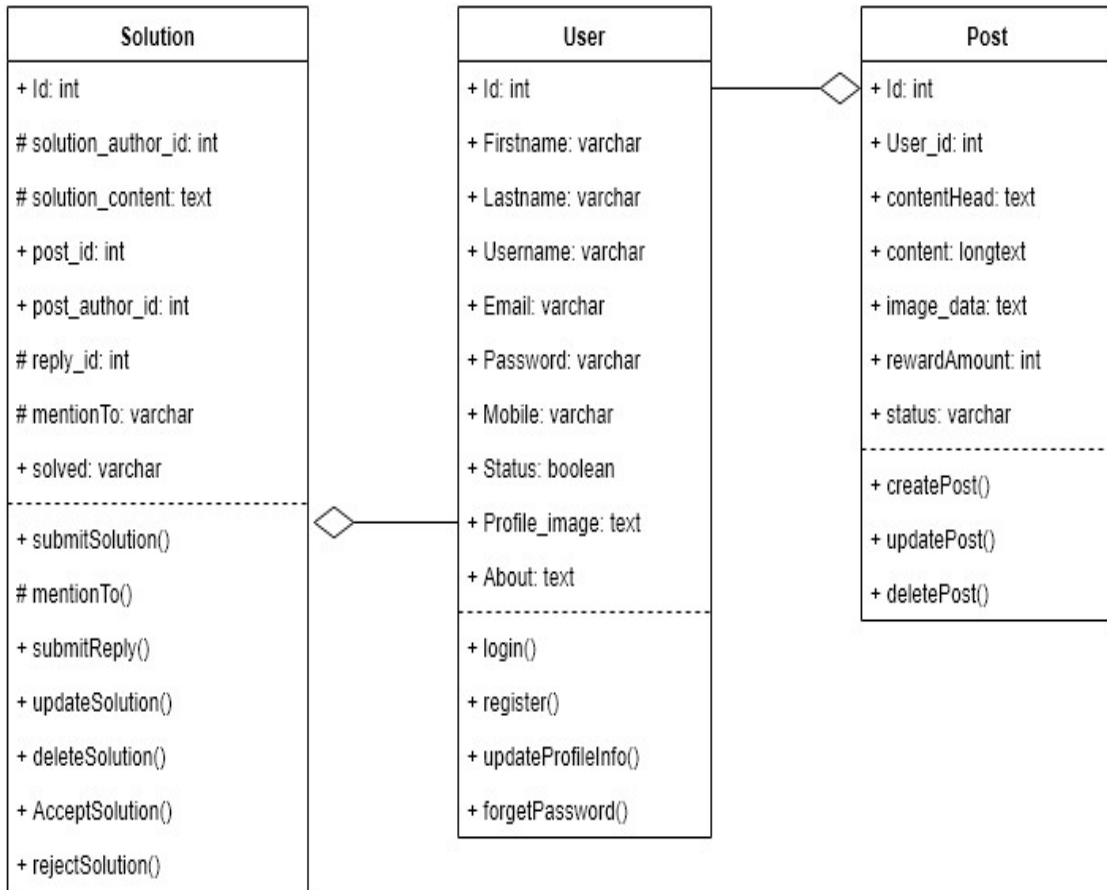 Solution
+ Id: int
# solution_author_id: int
# solution_content: text
+ post_id: int
+ post_author_id: int
# reply_id: int
# mentionTo: varchar
+ solved: varchar
+ submitSolution()
# mentionTo()
+ submitReply()
+ updateSolution()
+ deleteSolution()
+ AcceptSolution()
+ rejectSolution()
User
+ Id: int
+ Firstname: varchar
+ Lastname: varchar
+ Username: varchar
+ Email: varchar
+ Password: varchar
+ Mobile: varchar
+ Status: boolean
+ Profile_image: text
+ About: text
+ login()
+ register()
+ updateProfileInfo()
+ forgetPassword()
Post
+ Id: int
+ User_id: int
+ contentHead: text
+ content: longtext
+ image_data: text
+ rewardAmount: int
+ status: varchar
+ createPost()
+ updatePost()
+ deletePost()